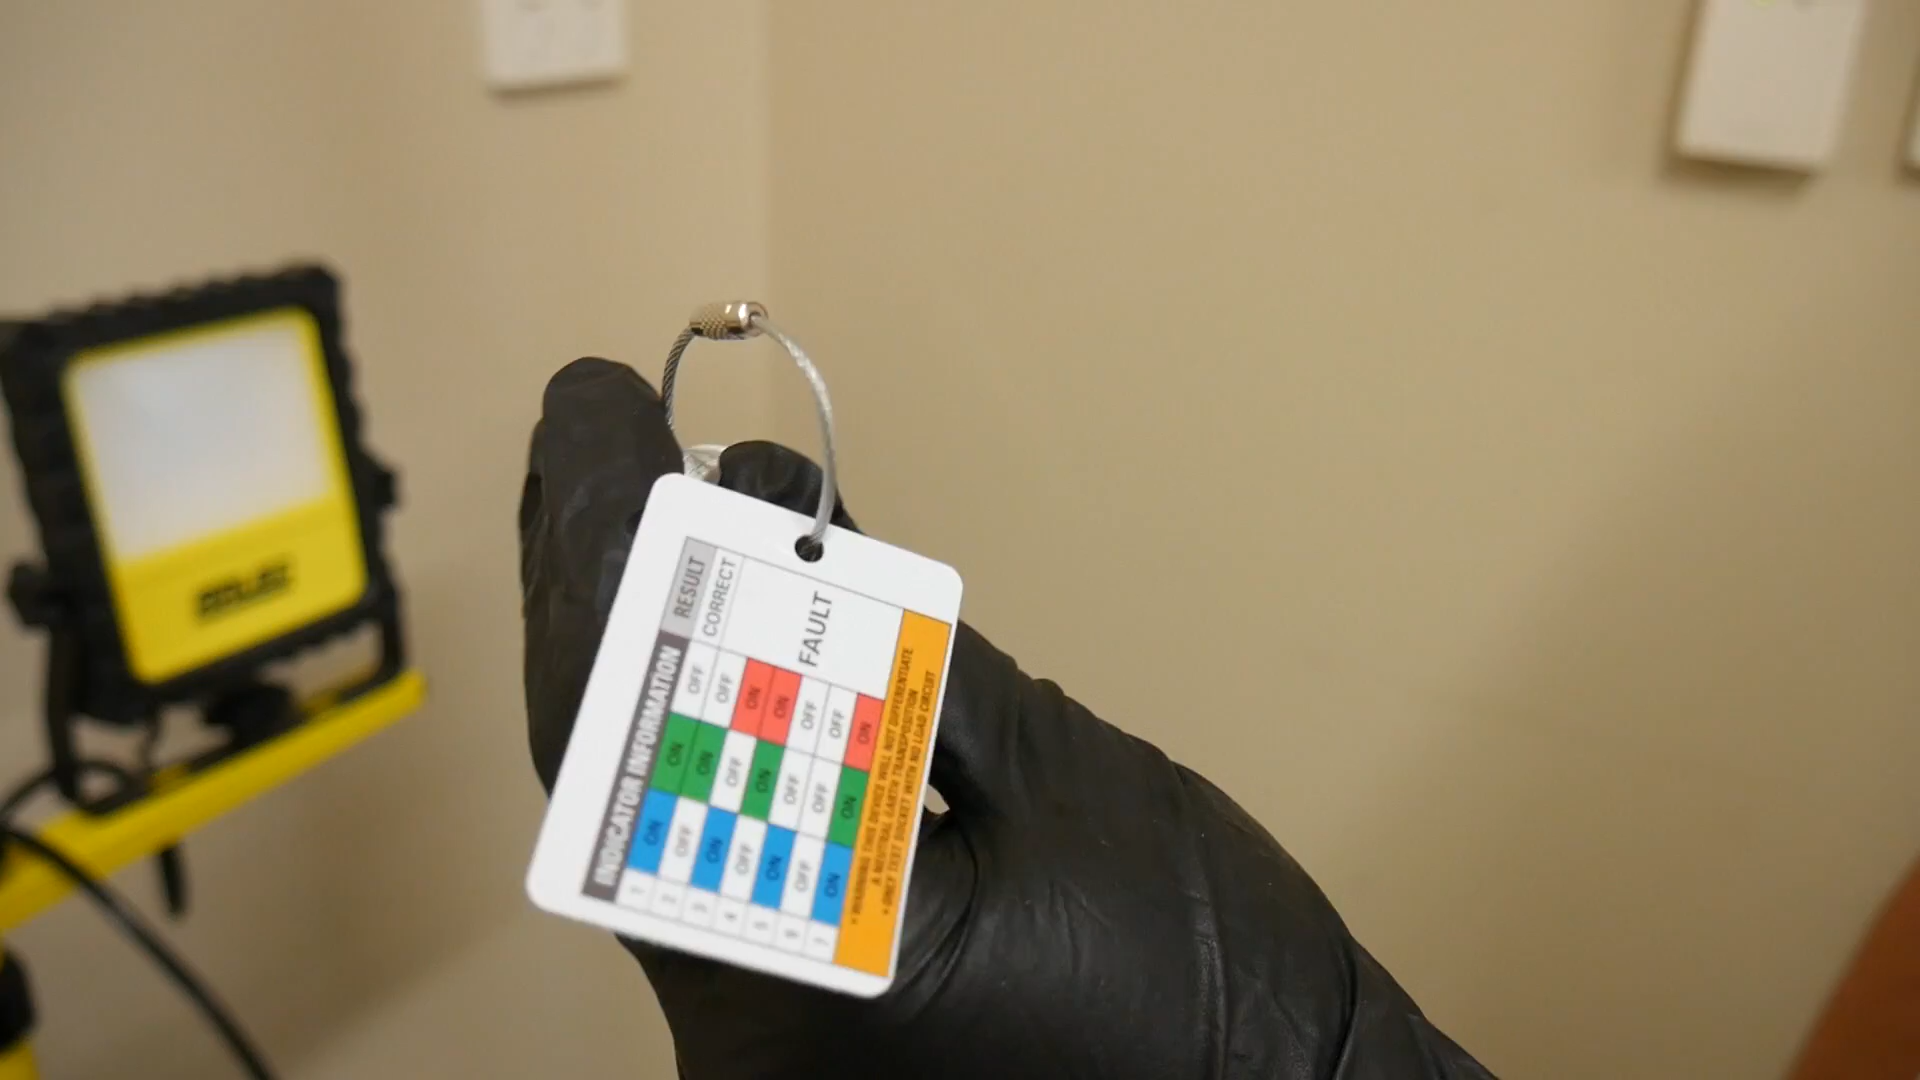 INDICATOR INFORMATION RESULT
1 ON ON OFF CORRECT
2 OFF ON OFF
3 ON OFF ON
4 OFF ON ON
5 ON OFF OFF
6 OFF OFF OFF
7 ON ON ON
FAULT
• WARNING THIS DEVICE WILL NOT DIFFERENTIATE
A NEUTRAL EARTH TRANSPOSITION
• ONLY TEST SOCKET WITH NO LOAD CIRCUIT